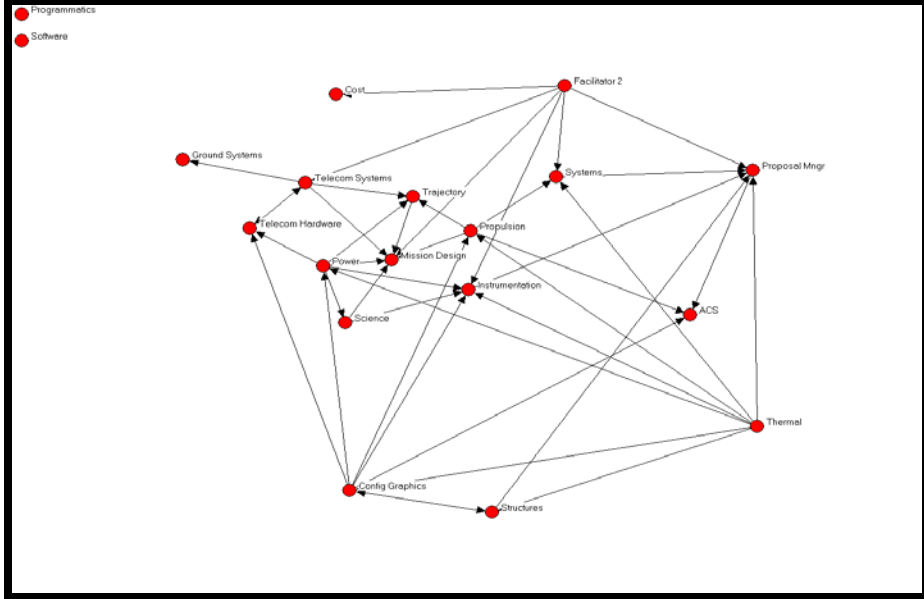 Programmatics
Software
Facilitator 2
Cost
Ground Systems
Proposal Mngr
Systems
Telecom Systems
Trajectory
Telecom Hardware
Propulsion
Mission Design
Power
Instrumentation
ACS
Science
Thermal
Config Graphics
Structures